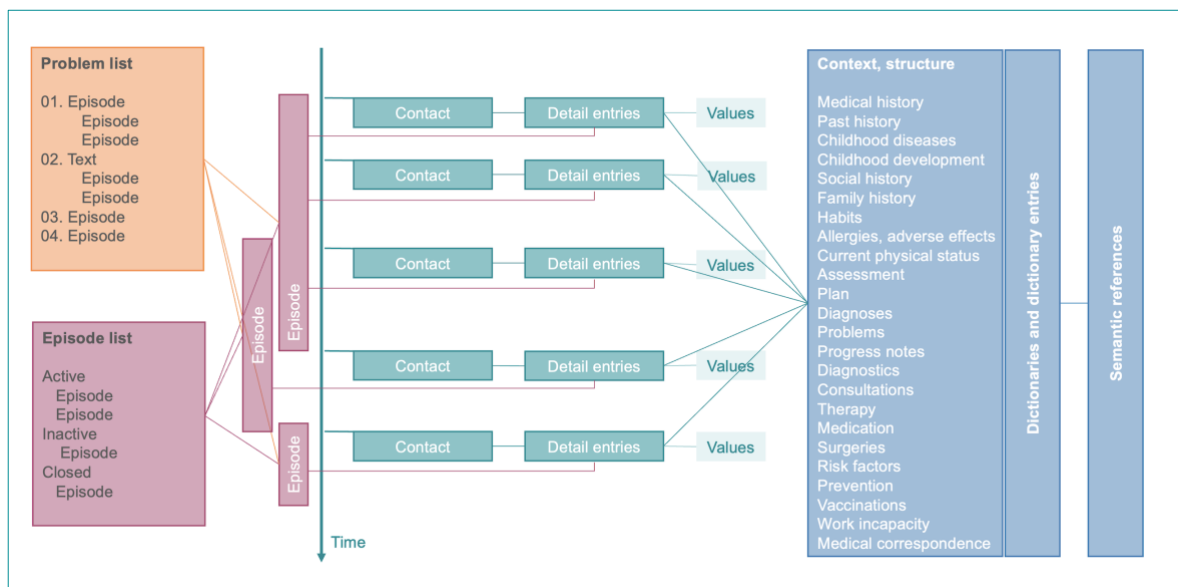 Problem list
01. Episode
Episode
Episode
02. Text
Episode
Episode
03. Episode
04. Episode
Episode list
Active
Episode
Episode
Inactive
Episode
Closed
Episode
Episode
Episode
Episode
Contact
Detail entries
Values
Contact
Detail entries
Values
Contact
Detail entries
Values
Contact
Detail entries
Values
Contact
Detail entries
Values
Time
Context, structure
Medical history
Past history
Childhood diseases
Childhood development
Social history
Family history
Habits
Allergies, adverse effects
Current physical status
Assessment
Plan
Diagnoses
Problems
Progress notes
Diagnostics
Consultations
Therapy
Medication
Surgeries
Risk factors
Prevention
Vaccinations
Work incapacity
Medical correspondence
Dictionaries and dictionary entries
Semantic references